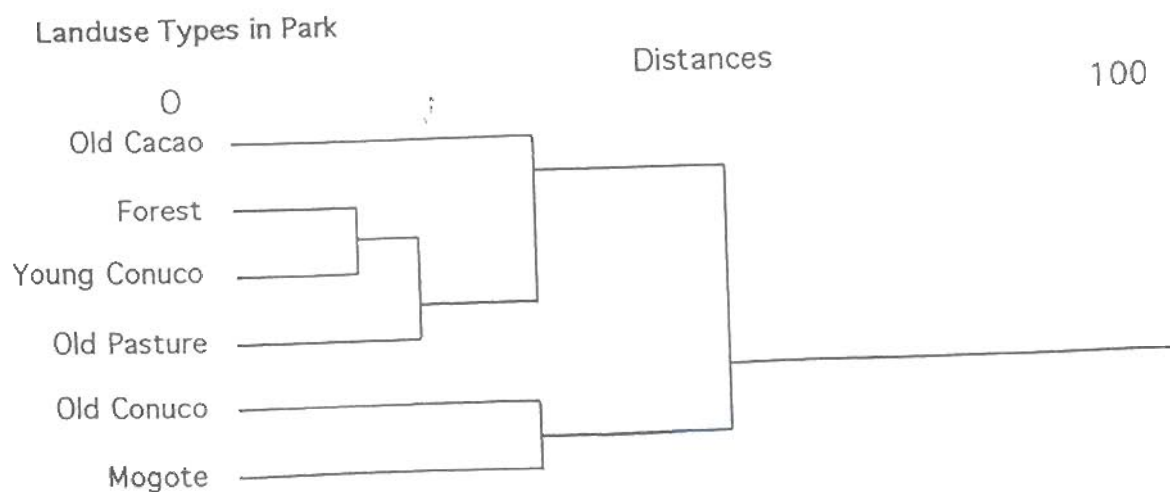 Landuse Types in Park
Distances
0
100
Old Cacao
Forest
Young Conuco
Old Pasture
Old Conuco
Mogote